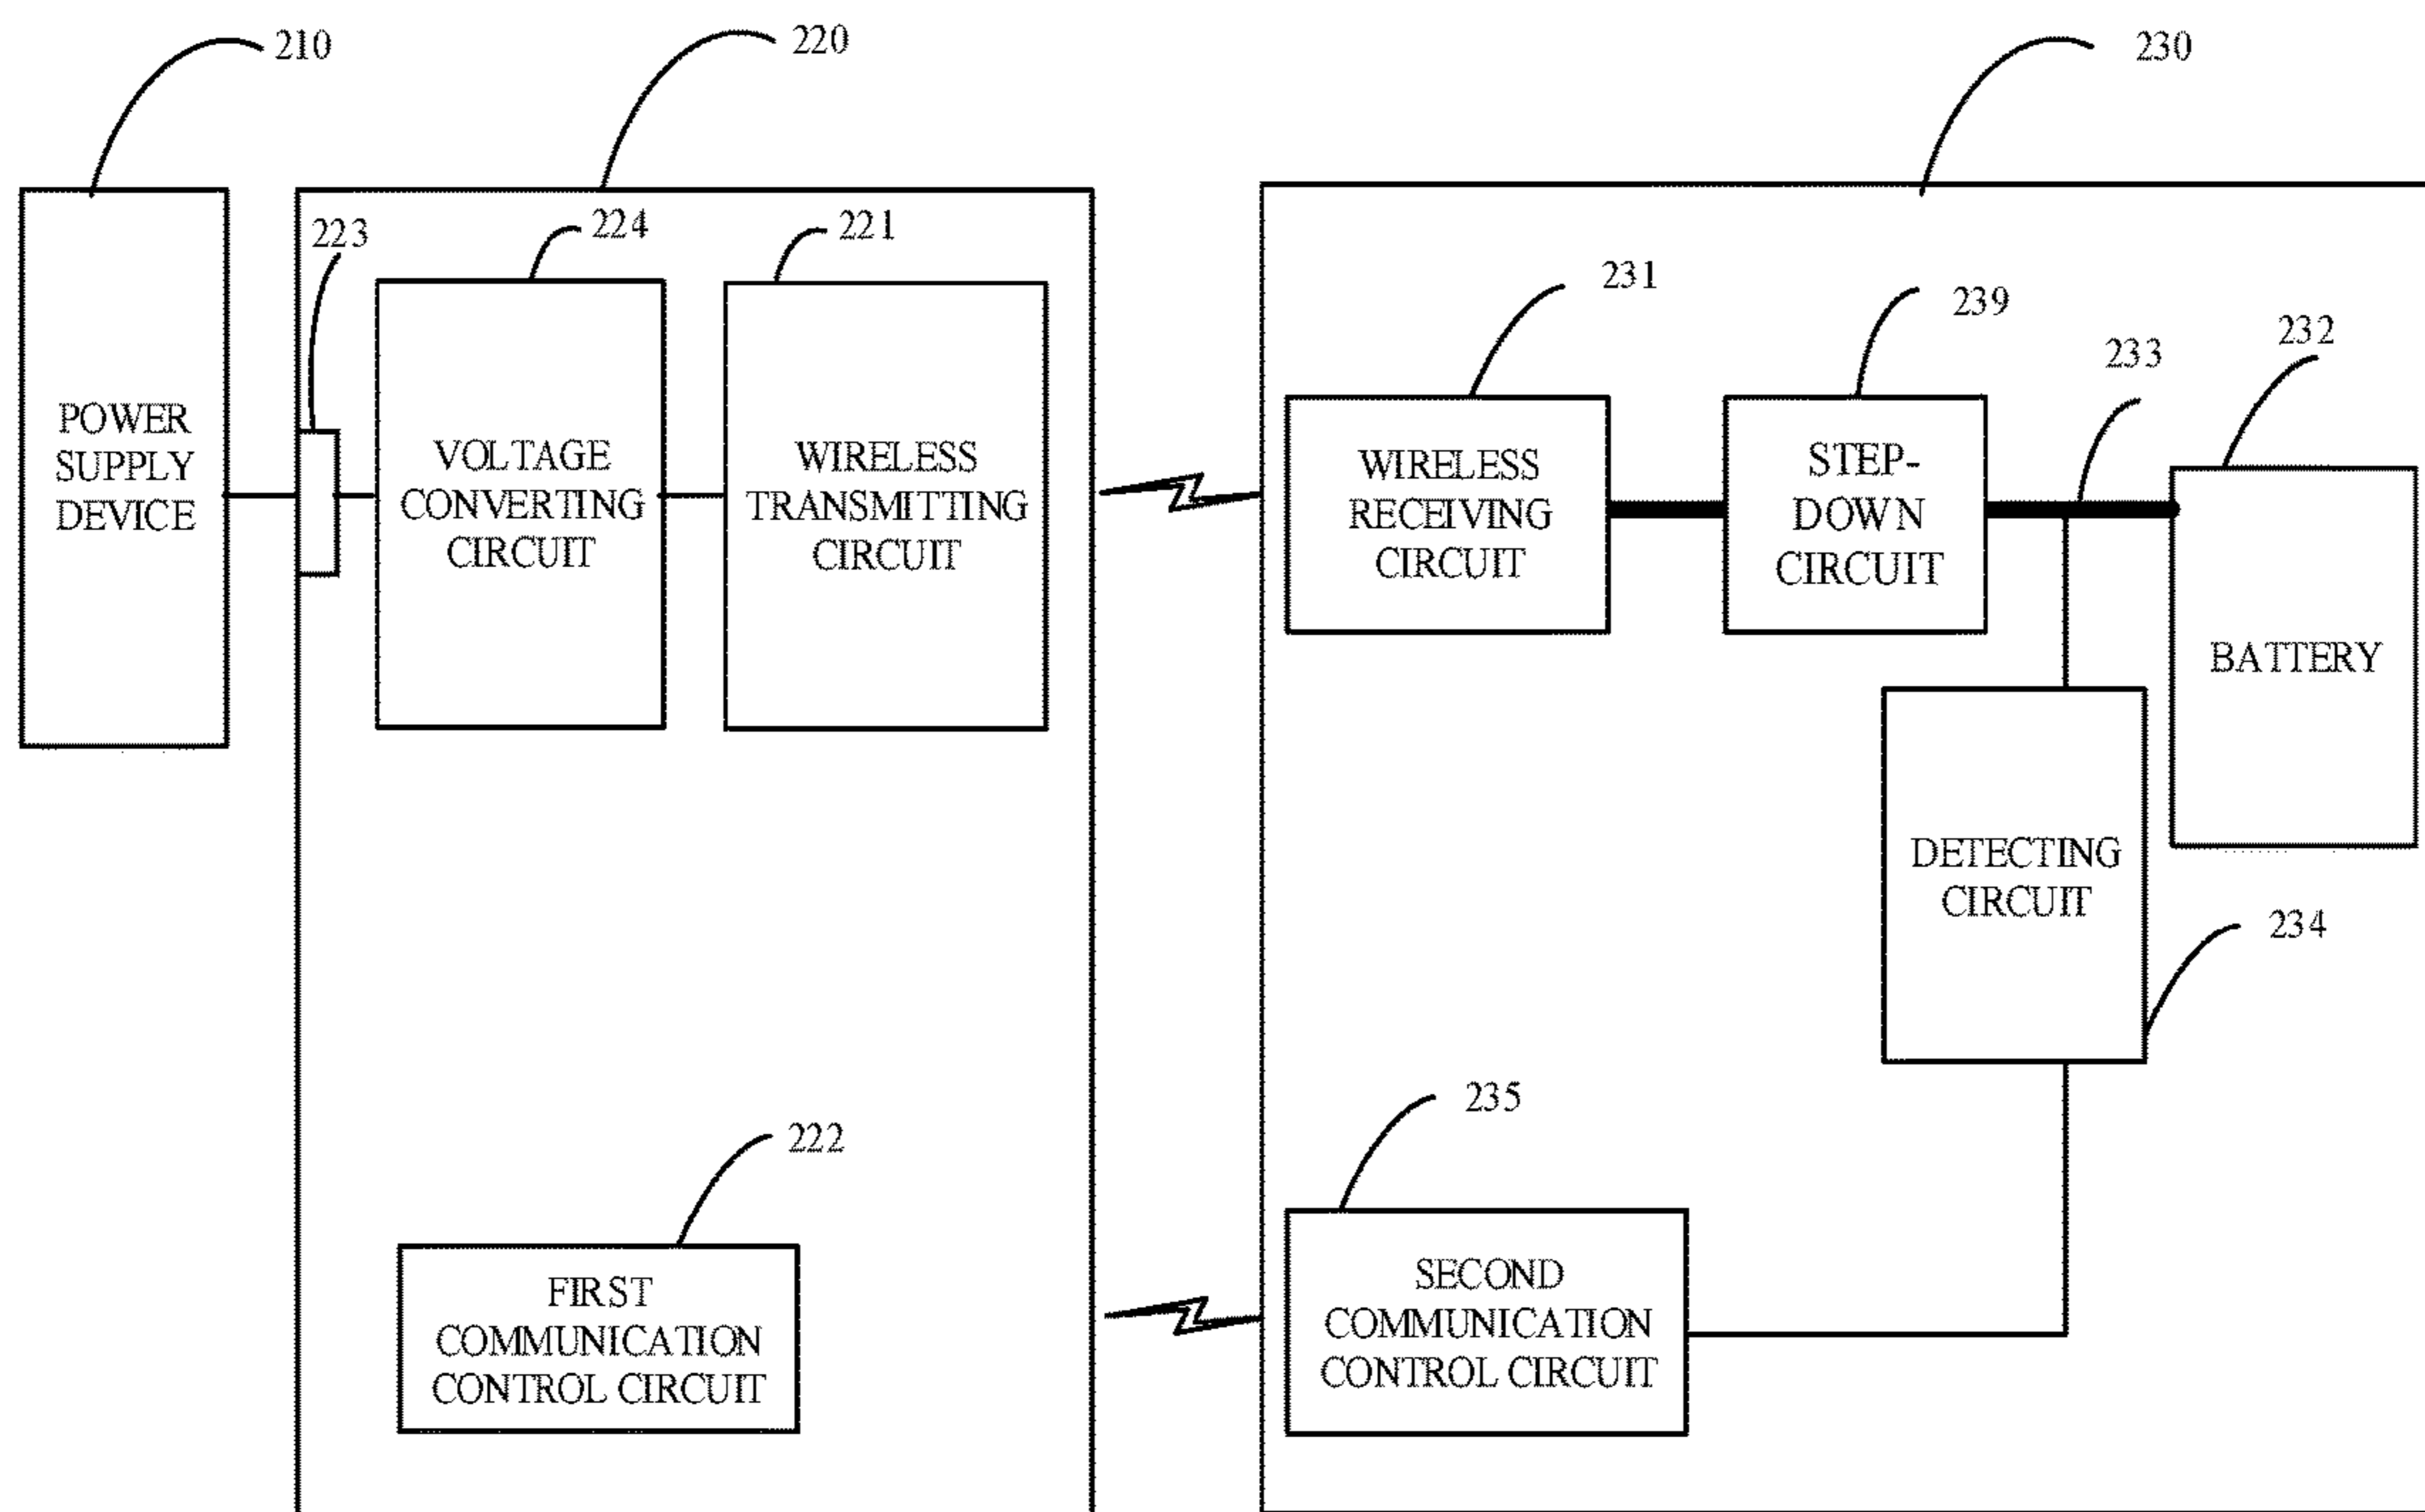 210
220
230
223
224
221
231
239
233
232
POWER
SUPPLY
DEVICE
VOLTAGE
CONVERTING
CIRCUIT
WIRELESS
TRANSMITTING
CIRCUIT
WIRELESS
RECEIVING
CIRCUIT
STEP-
DOWN
CIRCUIT
BATTERY
DETECTING
CIRCUIT
234
235
222
FIRST
COMMUNICATION
CONTROL CIRCUIT
SECOND
COMMUNICATION
CONTROL CIRCUIT